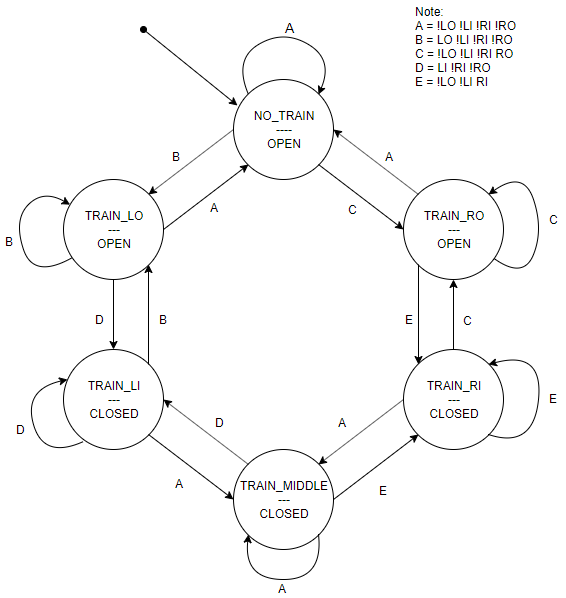 Note:
A = !LO !LI !RI !RO
B = LO !LI !RI !RO
C = !LO !LI !RI RO
D = LI !RI !RO
E = !LO !LI RI
A
NO_TRAIN
----
OPEN
B
A
A
C
TRAIN_LO
---
OPEN
TRAIN_RO
---
OPEN
B
C
D
B
E
C
TRAIN_LI
---
CLOSED
TRAIN_RI
---
CLOSED
D
E
D
A
A
E
TRAIN_MIDDLE
---
CLOSED
A